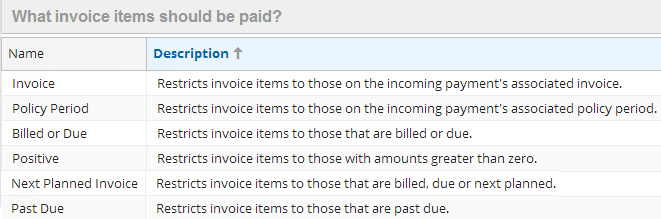 What invoice items should be paid?
Name Description ↑
Invoice Restricts invoice items to those on the incoming payment's associated invoice.
Policy Period Restricts invoice items to those on the incoming payment's associated policy period.
Billed or Due Restricts invoice items to those that are billed or due.
Positive Restricts invoice items to those with amounts greater than zero.
Next Planned Invoice Restricts invoice items to those that are billed, due or next planned.
Past Due Restricts invoice items to those that are past due.